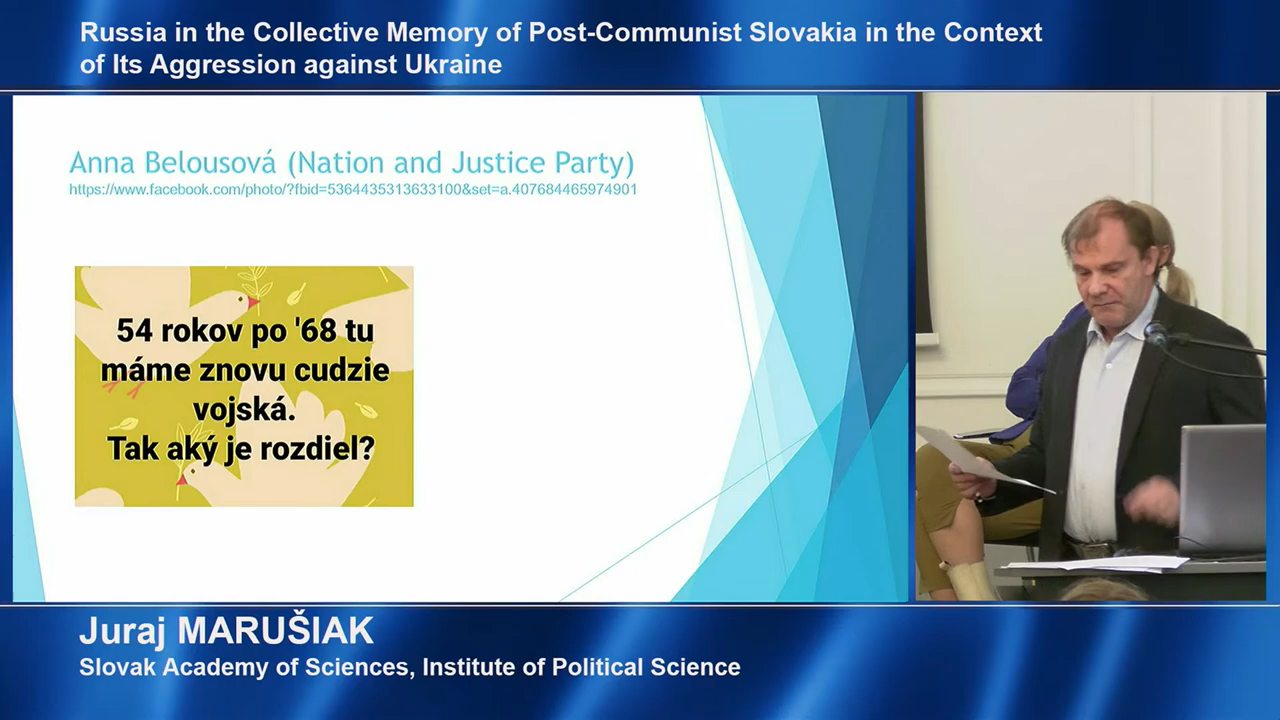 Russia in the Collective Memory of Post-Communist Slovakia in the Context
of Its Aggression against Ukraine
Anna Belousová (Nation and Justice Party)
https://www.facebook.com/photo/?fbid=5364435313633100&set=a.407684465974901
54 rokov po '68 tu
máme znovu cudzie
vojská.
Tak aký je rozdiel?
Juraj MARUŠIAK
Slovak Academy of Sciences, Institute of Political Science